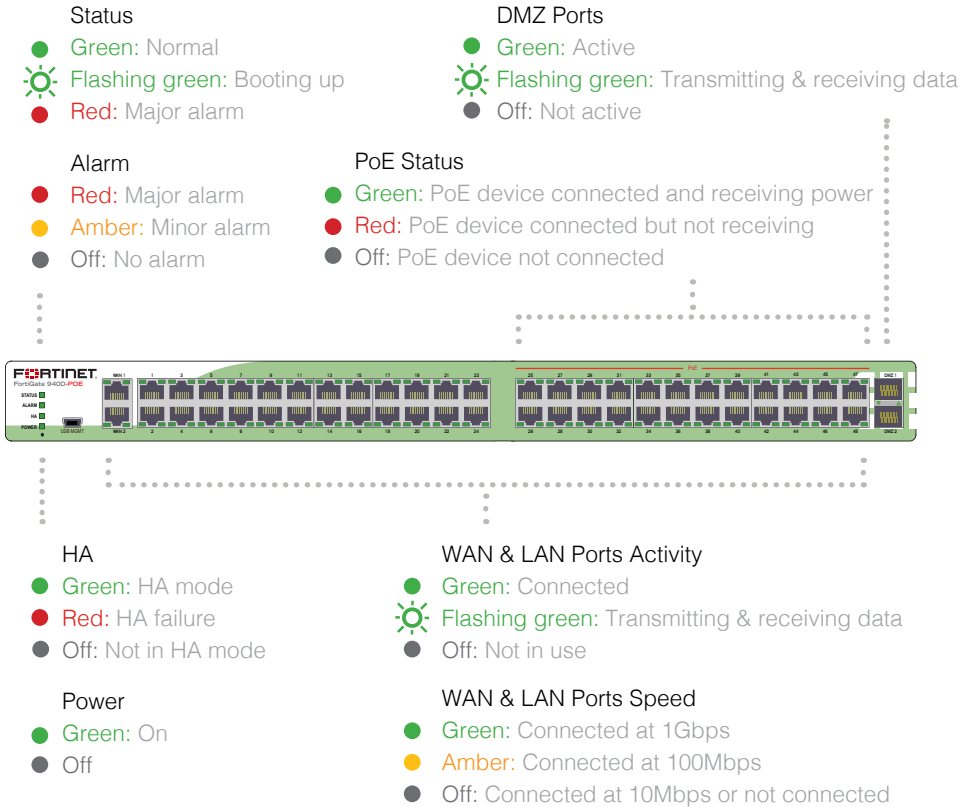 Status
Green: Normal
Flashing green: Booting up
Red: Major alarm
DMZ Ports
Green: Active
Flashing green: Transmitting & receiving data
Off: Not active
Alarm
Red: Major alarm
Amber: Minor alarm
Off: No alarm
PoE Status
Green: PoE device connected and receiving power
Red: PoE device connected but not receiving
Off: PoE device not connected
FORTINET
FortiGate 940D-POE
STATUS
ALARM
HA
POWER
USB MGMT
WAN 1
1 3 5 7 9 11 13 15 17 19 21 23
PoE
25 27 29 31 33 35 37 39 41 43 45 47
DMZ 1
WAN 2
2 4 6 8 10 12 14 16 18 20 22 24
26 28 30 32 34 36 38 40 42 44 46 48
DMZ 2
HA
Green: HA mode
Red: HA failure
Off: Not in HA mode
WAN & LAN Ports Activity
Green: Connected
Flashing green: Transmitting & receiving data
Off: Not in use
Power
Green: On
Off
WAN & LAN Ports Speed
Green: Connected at 1Gbps
Amber: Connected at 100Mbps
Off: Connected at 10Mbps or not connected